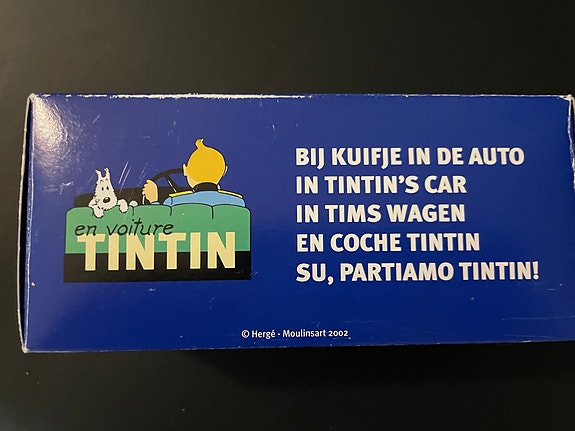 en voiture
TINTIN
BIJ KUIFJE IN DE AUTO
IN TINTIN'S CAR
IN TIMS WAGEN
EN COCHE TINTIN
SU, PARTIAMO TINTIN!
© Hergé - Moulinsart 2002